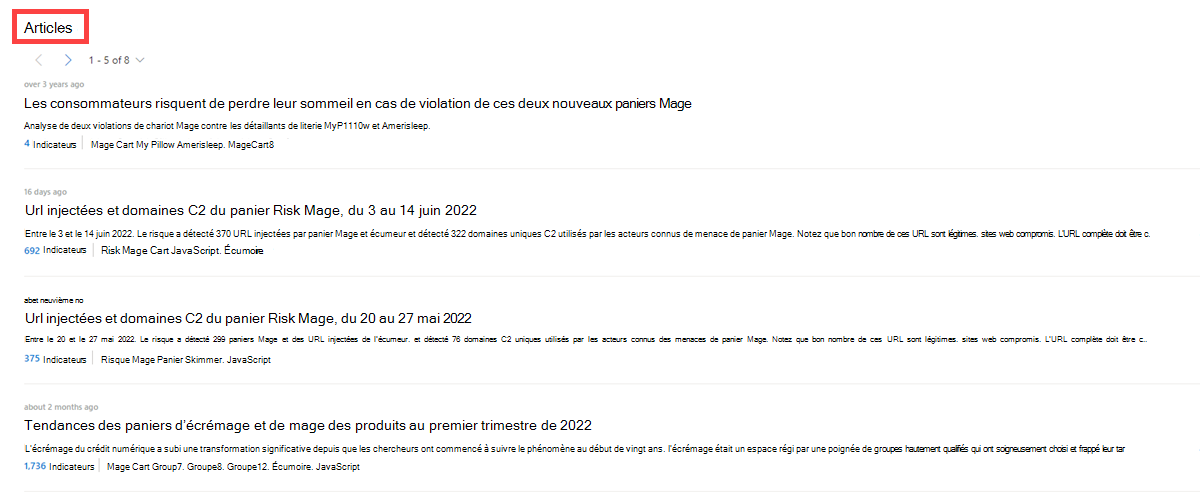 Articles
1 - 5 of 8
over 3 years ago
Les consommateurs risquent de perdre leur sommeil en cas de violation de ces deux nouveaux paniers Mage
Analyse de deux violations de chariot Mage contre les détaillants de literie MyP1110w et Amerisleep.
4 Indicateurs Mage Cart My Pillow Amerisleep. MageCart8
16 days ago
Url injectées et domaines C2 du panier Risk Mage, du 3 au 14 juin 2022
Entre le 3 et le 14 juin 2022. Le risque a détecté 370 URL injectées par panier Mage et écumeur et détecté 322 domaines uniques C2 utilisés par les acteurs connus de menace de panier Mage. Notez que bon nombre de ces URL sont légitimes. sites web compromis. L'URL complète doit être c.
692 Indicateurs Risk Mage Cart JavaScript. Écumoire
abet neuvième no
Url injectées et domaines C2 du panier Risk Mage, du 20 au 27 mai 2022
Entre le 20 et le 27 mai 2022. Le risque a détecté 299 paniers Mage et des URL injectées de l'écumeur. et détecté 76 domaines C2 uniques utilisés par les acteurs connus des menaces de panier Mage. Notez que bon nombre de ces URL sont légitimes. sites web compromis. L'URL complète doit être c..
375 Indicateurs Risque Mage Panier Skimmer. JavaScript
about 2 months ago
Tendances des paniers d'écrémage et de mage des produits au premier trimestre de 2022
L'écrémage du crédit numérique a subi une transformation significative depuis que les chercheurs ont commencé à suivre le phénomène au début de vingt ans. l'écrémage était un espace régi par une poignée de groupes hautement qualifiés qui ont soigneusement choisi et frappé leur tar
1,736 Indicateurs Mage Cart Group7. Groupe8. Groupe12. Écumoire. JavaScript